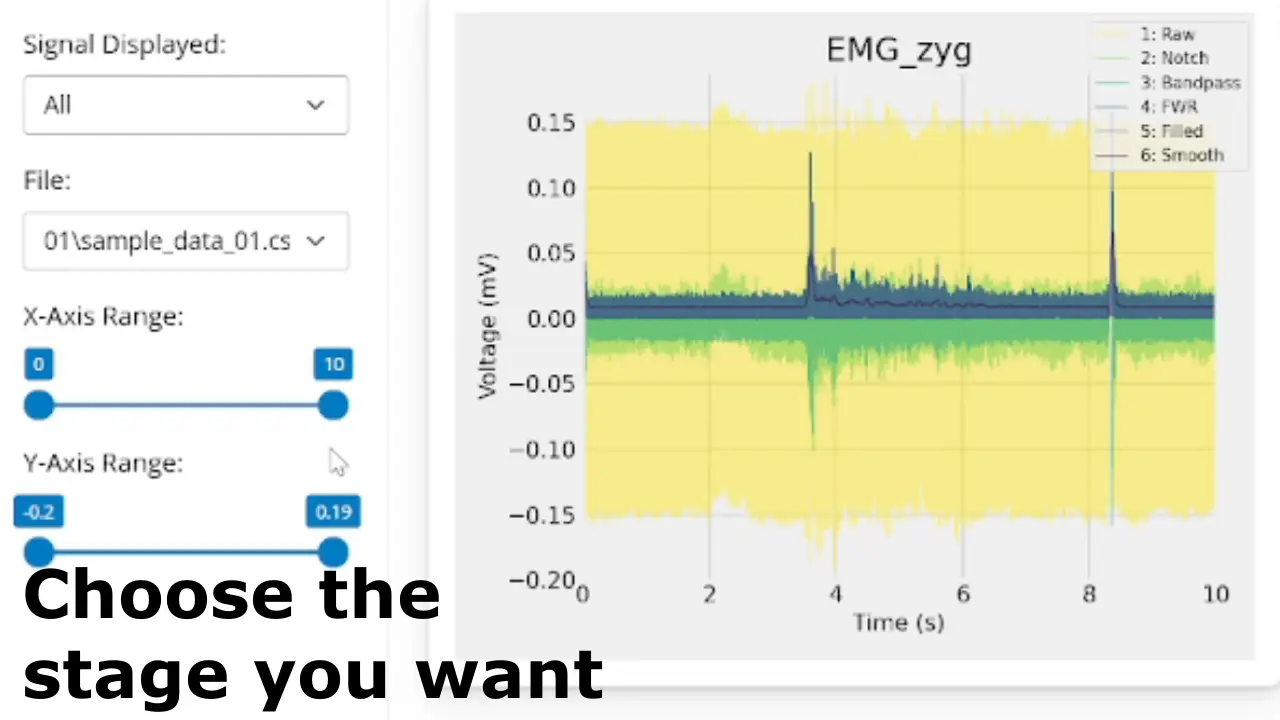 Signal Displayed:
All
File:
01\sample_data_01.cs
X-Axis Range:
0
10
Y-Axis Range:
-0.2
0.19
Choose the
stage you want
EMG_zyg
1: Raw
2: Notch
3: Bandpass
4: FWR
5: Filled
6: Smooth
Voltage (mV)
0.15
0.10
0.05
0.00
−0.05
−0.10
−0.15
−0.20
0 2 4 6 8 10
Time (s)